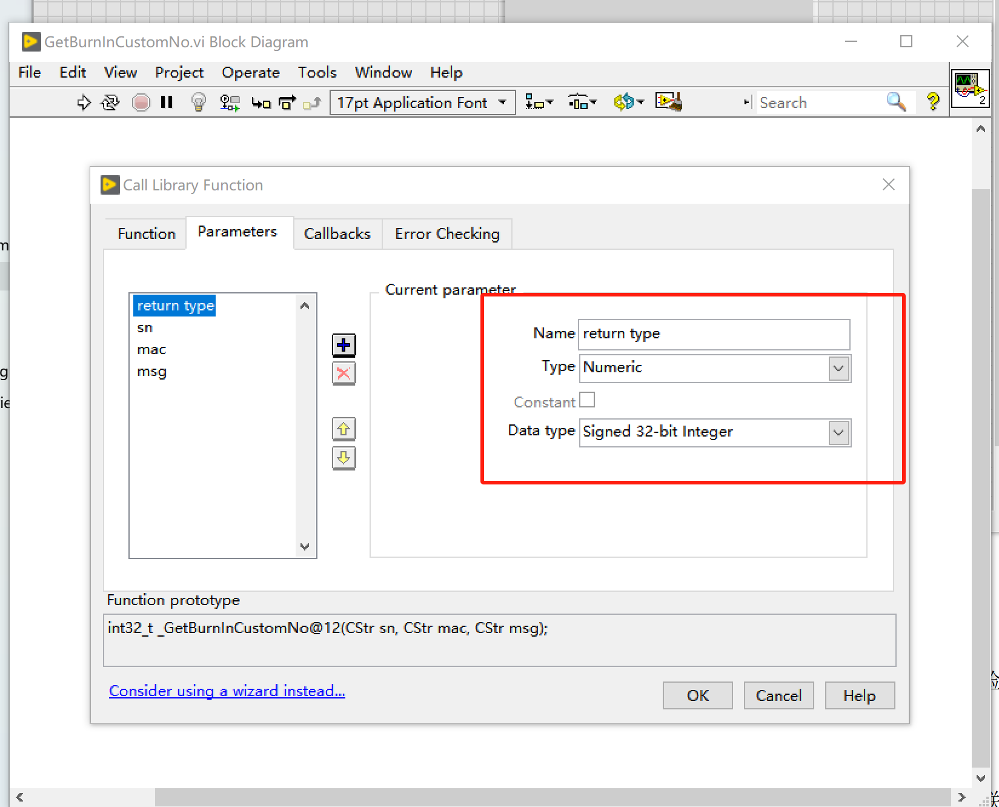 GetBurnInCustomNo.vi Block Diagram
File Edit View Project Operate Tools Window Help
17pt Application Font
Search
2
Call Library Function
Function Parameters Callbacks Error Checking
return type
sn
mac
msg
Current parameter
Name return type
Type Numeric
Constant
Data type Signed 32-bit Integer
Function prototype
int32_t _GetBurnInCustomNo@12(CStr sn, CStr mac, CStr msg);
Consider using a wizard instead...
OK Cancel Help